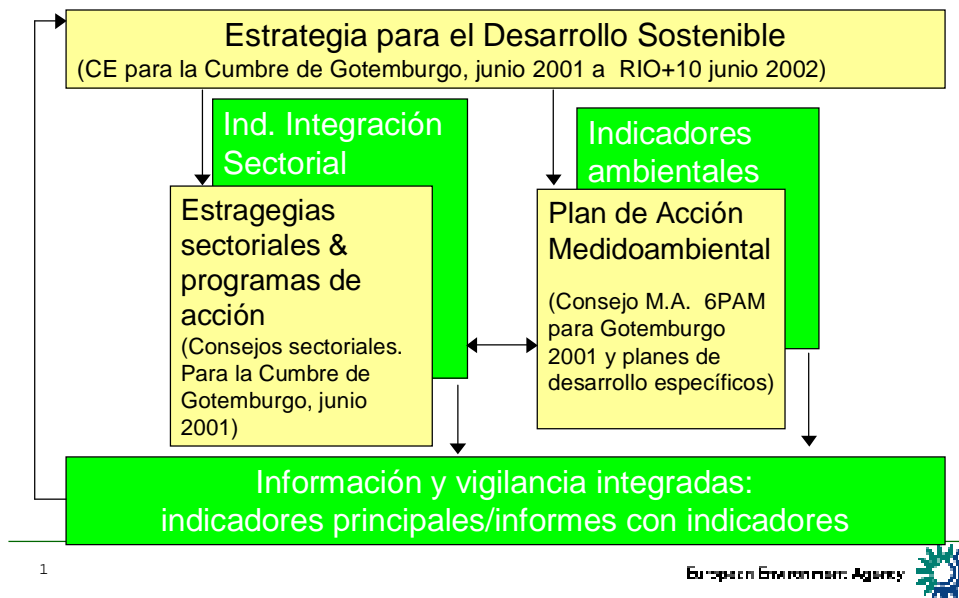 Estrategia para el Desarrollo Sostenible
(CE para la Cumbre de Gotemburgo, junio 2001 a RIO+10 junio 2002)
Ind. Integración
Sectorial
Estragegias
sectoriales &
programas de
acción
(Consejos sectoriales.
Para la Cumbre de
Gotemburgo, junio
2001)
Indicadores
ambientales
Plan de Acción
Medidoambiental
(Consejo M.A. 6PAM
para Gotemburgo
2001 y planes de
desarrollo específicos)
Información y vigilancia integradas:
indicadores principales/informes con indicadores
1
European Environment Agency